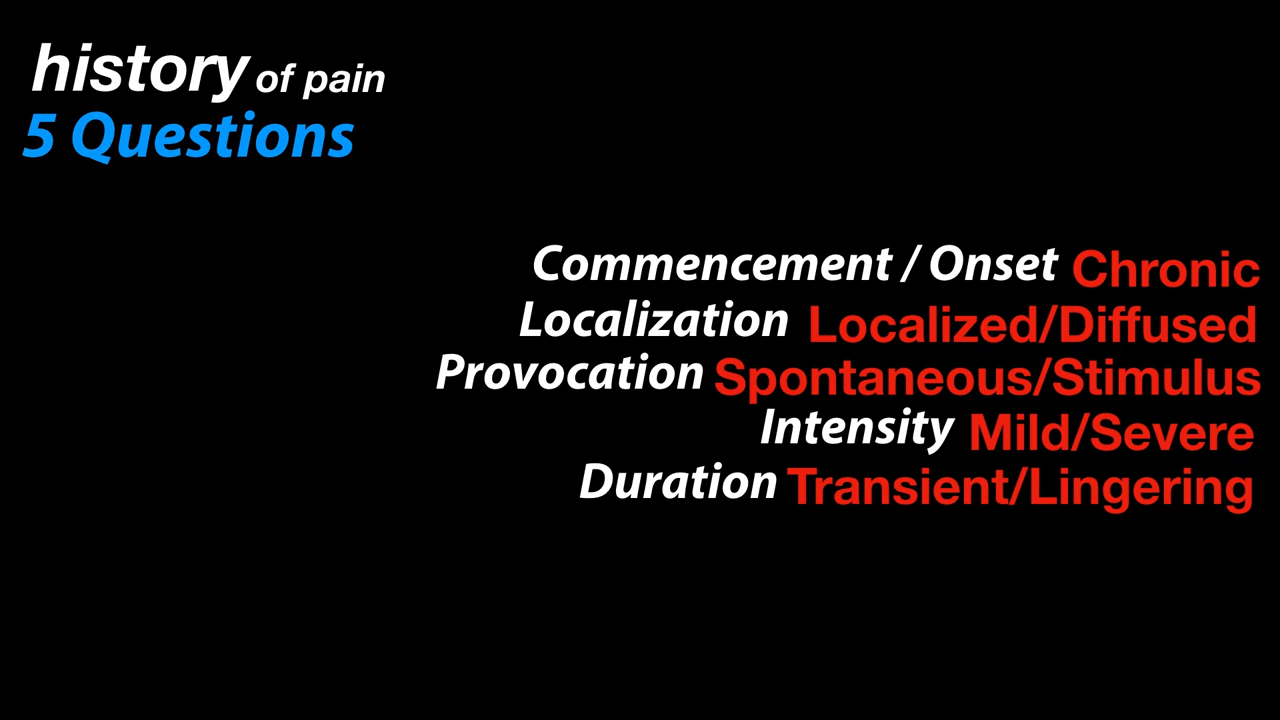 history of pain
5 Questions
Commencement / Onset Chronic
Localization Localized/Diffused
Provocation Spontaneous/Stimulus
Intensity Mild/Severe
Duration Transient/Lingering